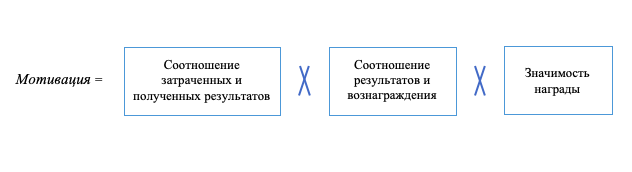 Мотивация =
Соотношение
затраченных и
полученных результатов
Соотношение
результатов и
вознаграждения
Значимость
награды